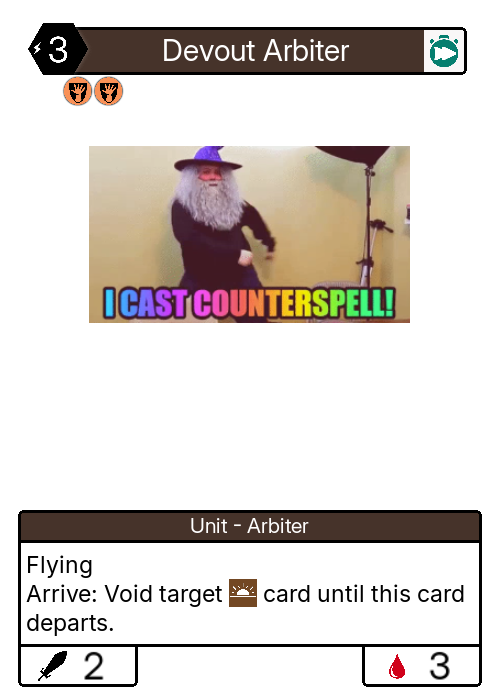 3
Devout Arbiter
I CAST COUNTERSPELL!
Unit - Arbiter
Flying
Arrive: Void target card until this card
departs.
2
3